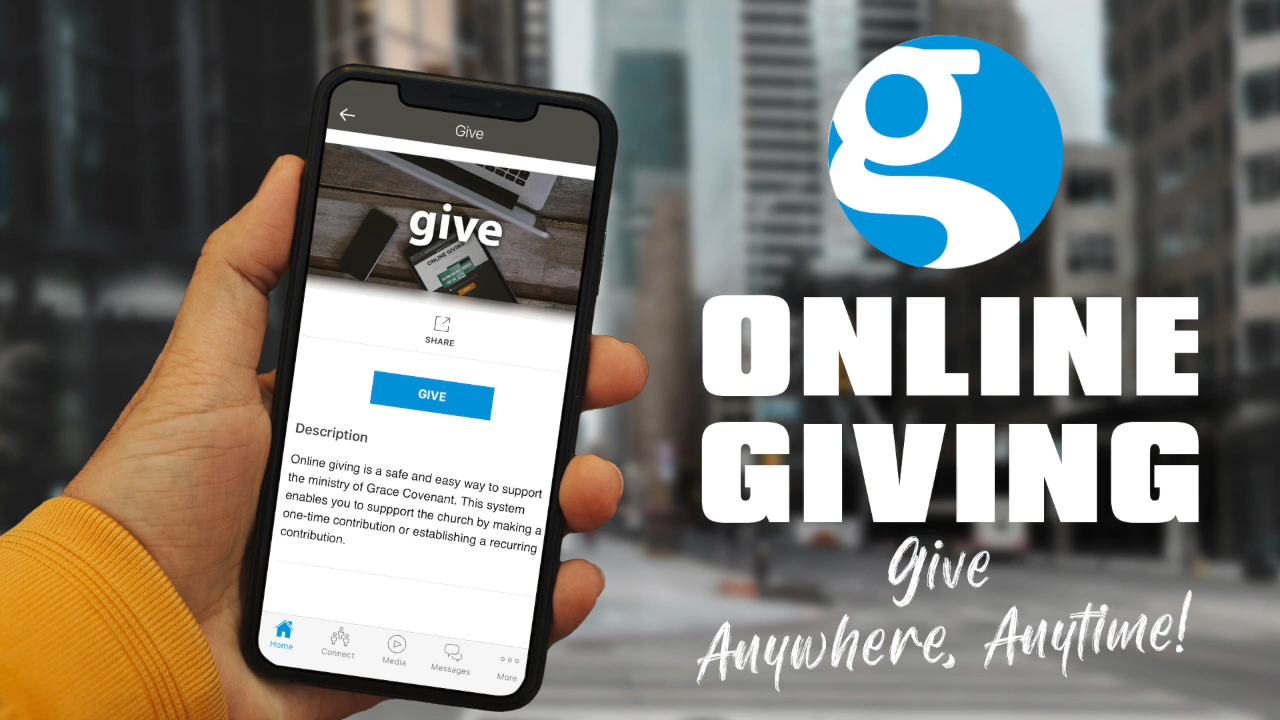 Give
give
ONLINE GIVING
SHARE
GIVE
Description
Online giving is a safe and easy way to support
the ministry of Grace Covenant. This system
enables you to suppport the church by making a
one-time contribution or establishing a recurring
contribution.
Home
Connect
Media
Messages
More
g
ONLINE
GIVING
Give
Anywhere, Anytime!